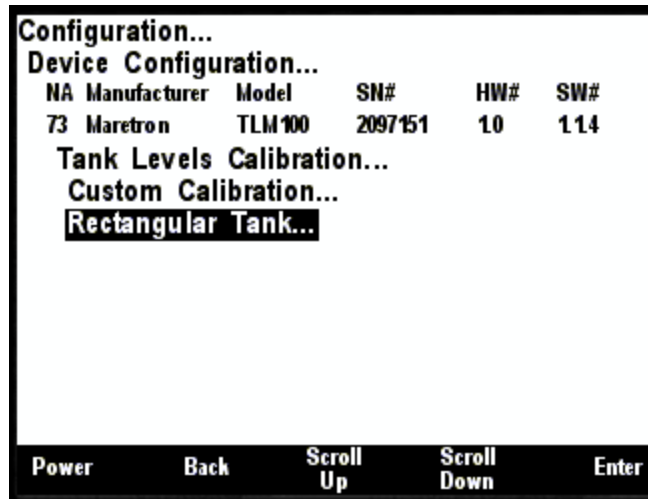 Configuration...
Device Configuration...
NA Manufacturer Model SN# HW# SW#
73 Maretron TLM100 2097151 1.0 1.1.4
Tank Levels Calibration...
Custom Calibration...
Rectangular Tank...
Power Back Scroll Up Scroll Down Enter